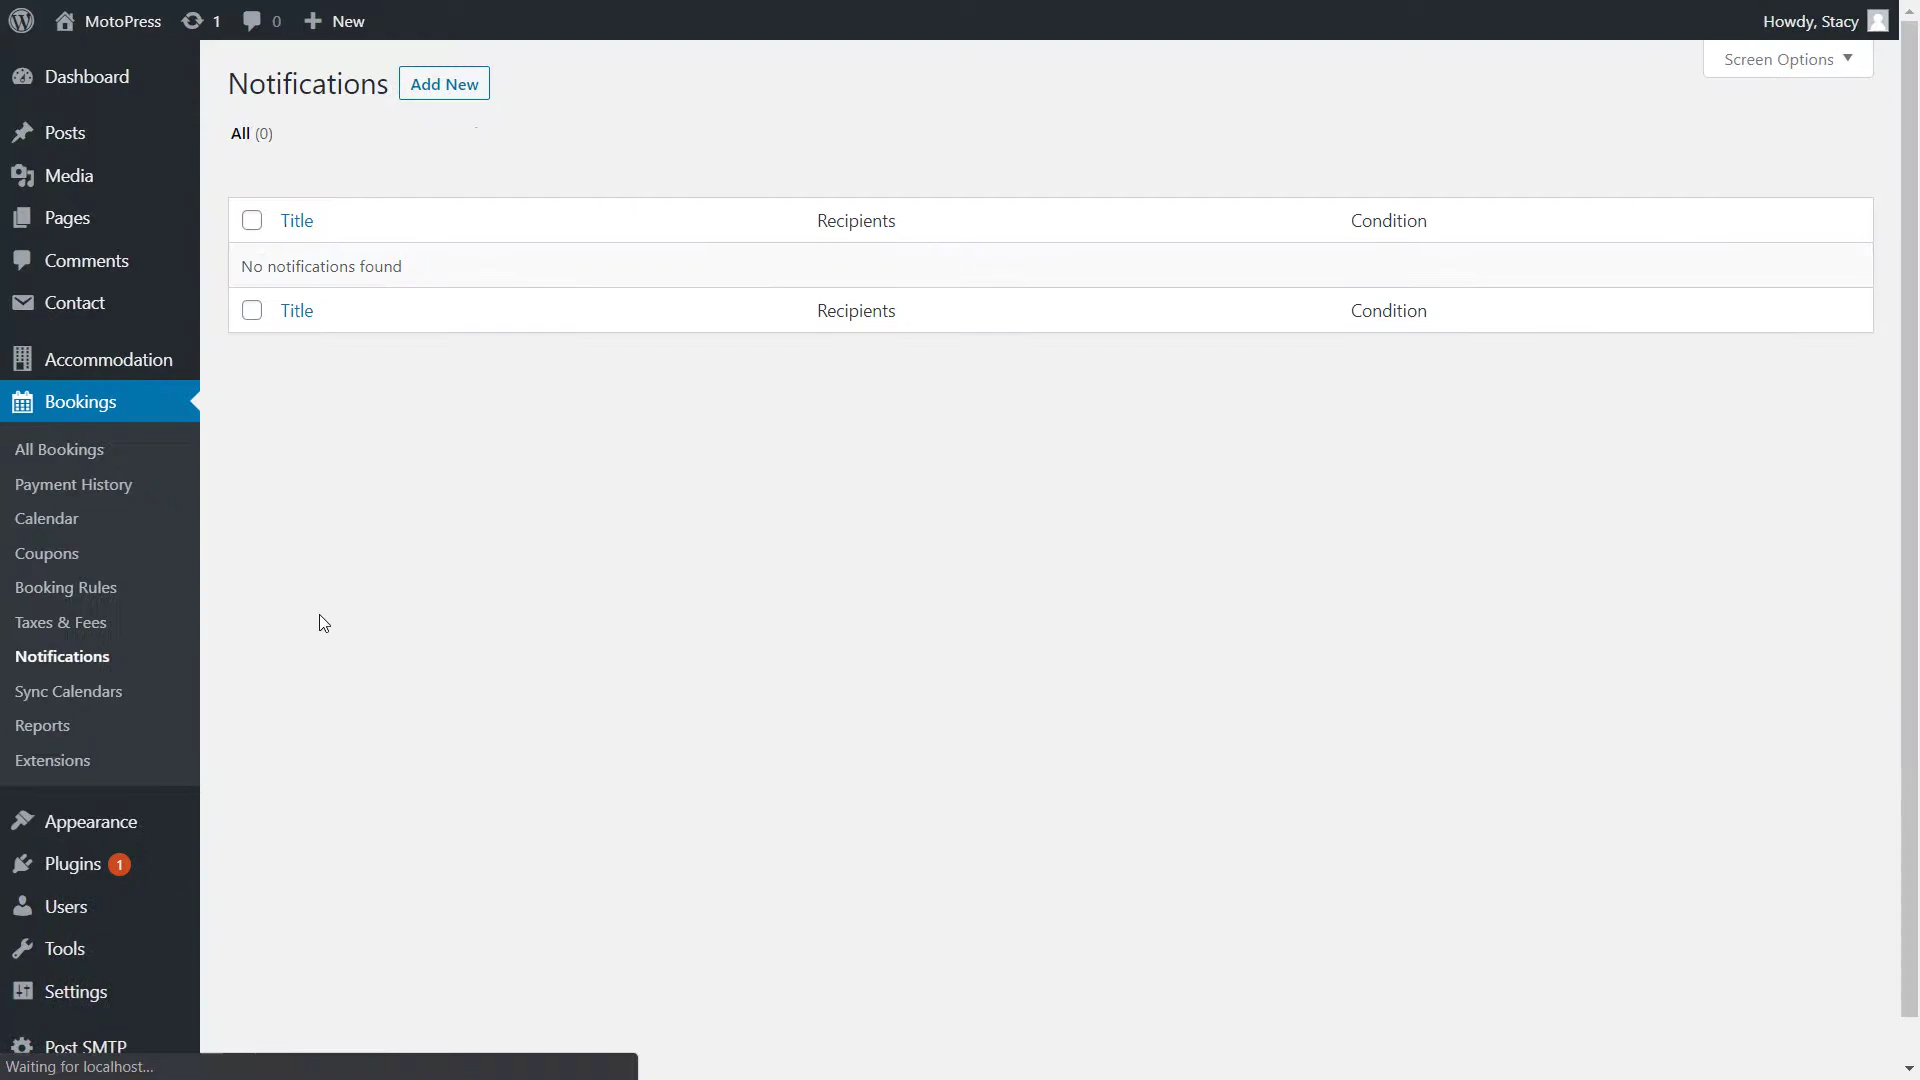 MotoPress 1 0 New Howdy, Stacy
Screen Options
Notifications Add New
All (0)
Title Recipients Condition
No notifications found
Title Recipients Condition
Dashboard
Posts
Media
Pages
Comments
Contact
Accommodation
Bookings
All Bookings
Payment History
Calendar
Coupons
Booking Rules
Taxes & Fees
Notifications
Sync Calendars
Reports
Extensions
Appearance
Plugins 1
Users
Tools
Settings
Post SMTP
Waiting for localhost...